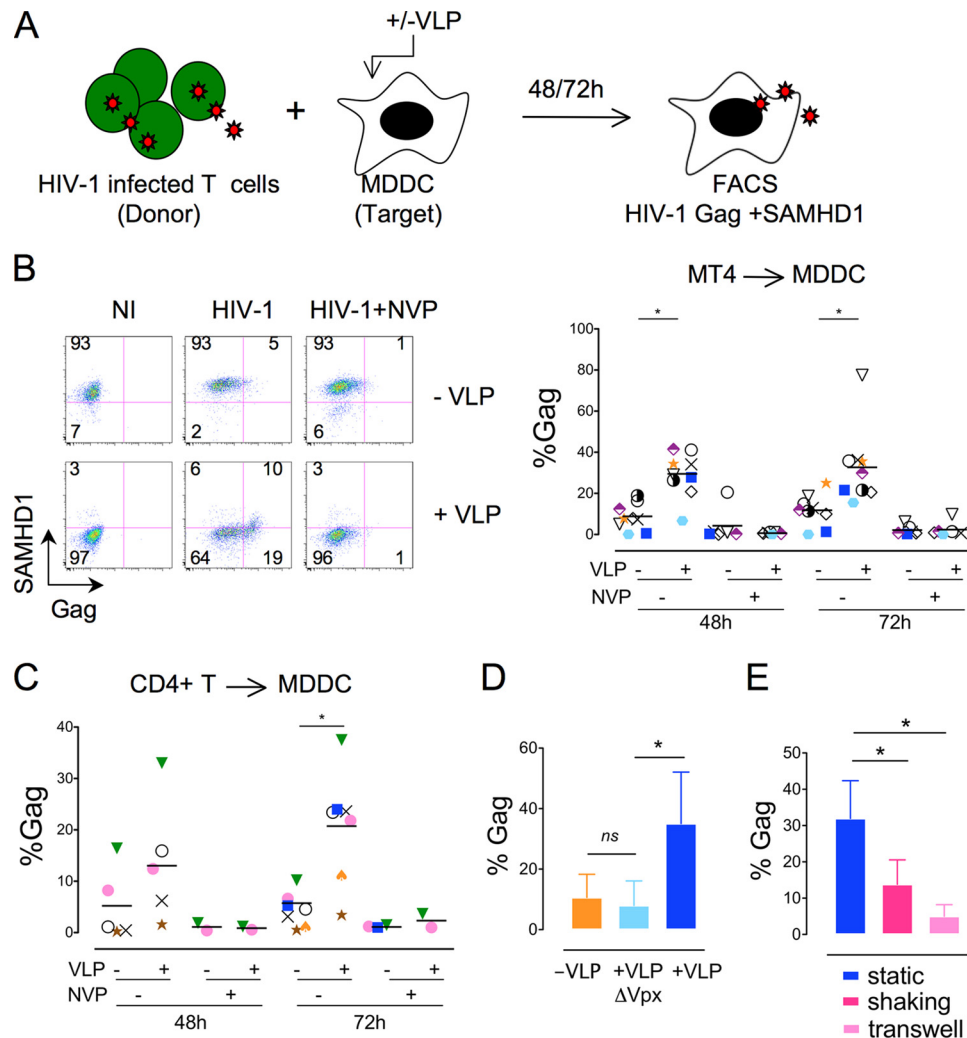 A
+/-VLP
+
48/72h
HIV-1 infected T cells
(Donor)
MDDC
(Target)
FACS
HIV-1 Gag +SAMHD1
B
NI
HIV-1
HIV-1+NVP
93
7
93
5
2
93
1
6
- VLP
3
97
6
10
64
19
3
96
1
+ VLP
SAMHD1
Gag
MT4
MDDC
*
*
100
80
60
40
20
0
%Gag
VLP
-
+
-
+
-
+
-
+
NVP
-
+
-
+
48h
72h
C
CD4+ T
MDDC
*
40
30
20
10
0
%Gag
VLP
-
+
-
+
-
+
-
+
NVP
-
+
-
+
48h
72h
D
*
ns
60
40
20
0
% Gag
–VLP
+VLP
+VLP
ΔVpx
E
*
*
50
40
30
20
10
0
% Gag
static
shaking
transwell